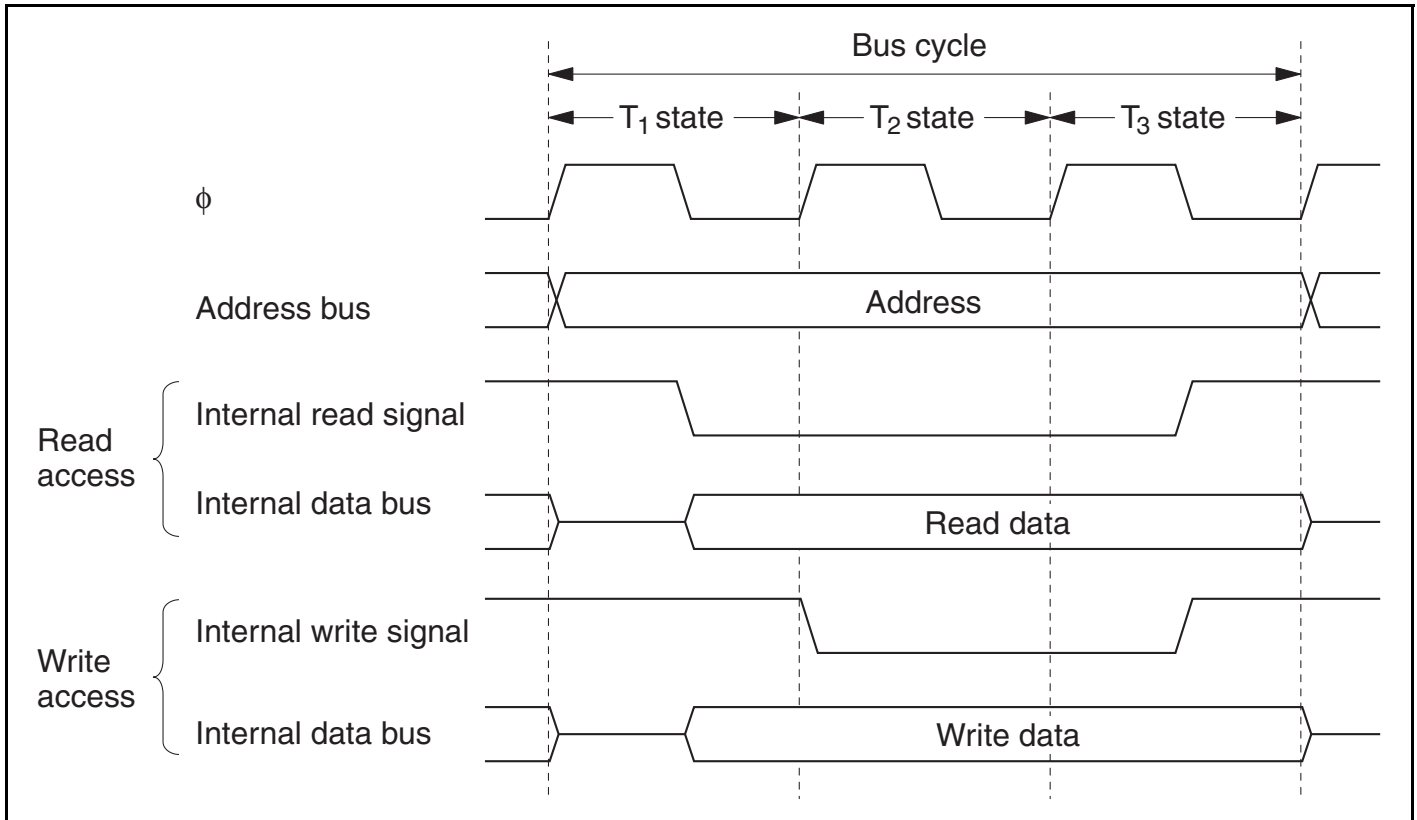 Bus cycle
T₁ state T₂ state T₃ state
ϕ
Address bus
Address
Read access
Internal read signal
Internal data bus
Read data
Write access
Internal write signal
Internal data bus
Write data